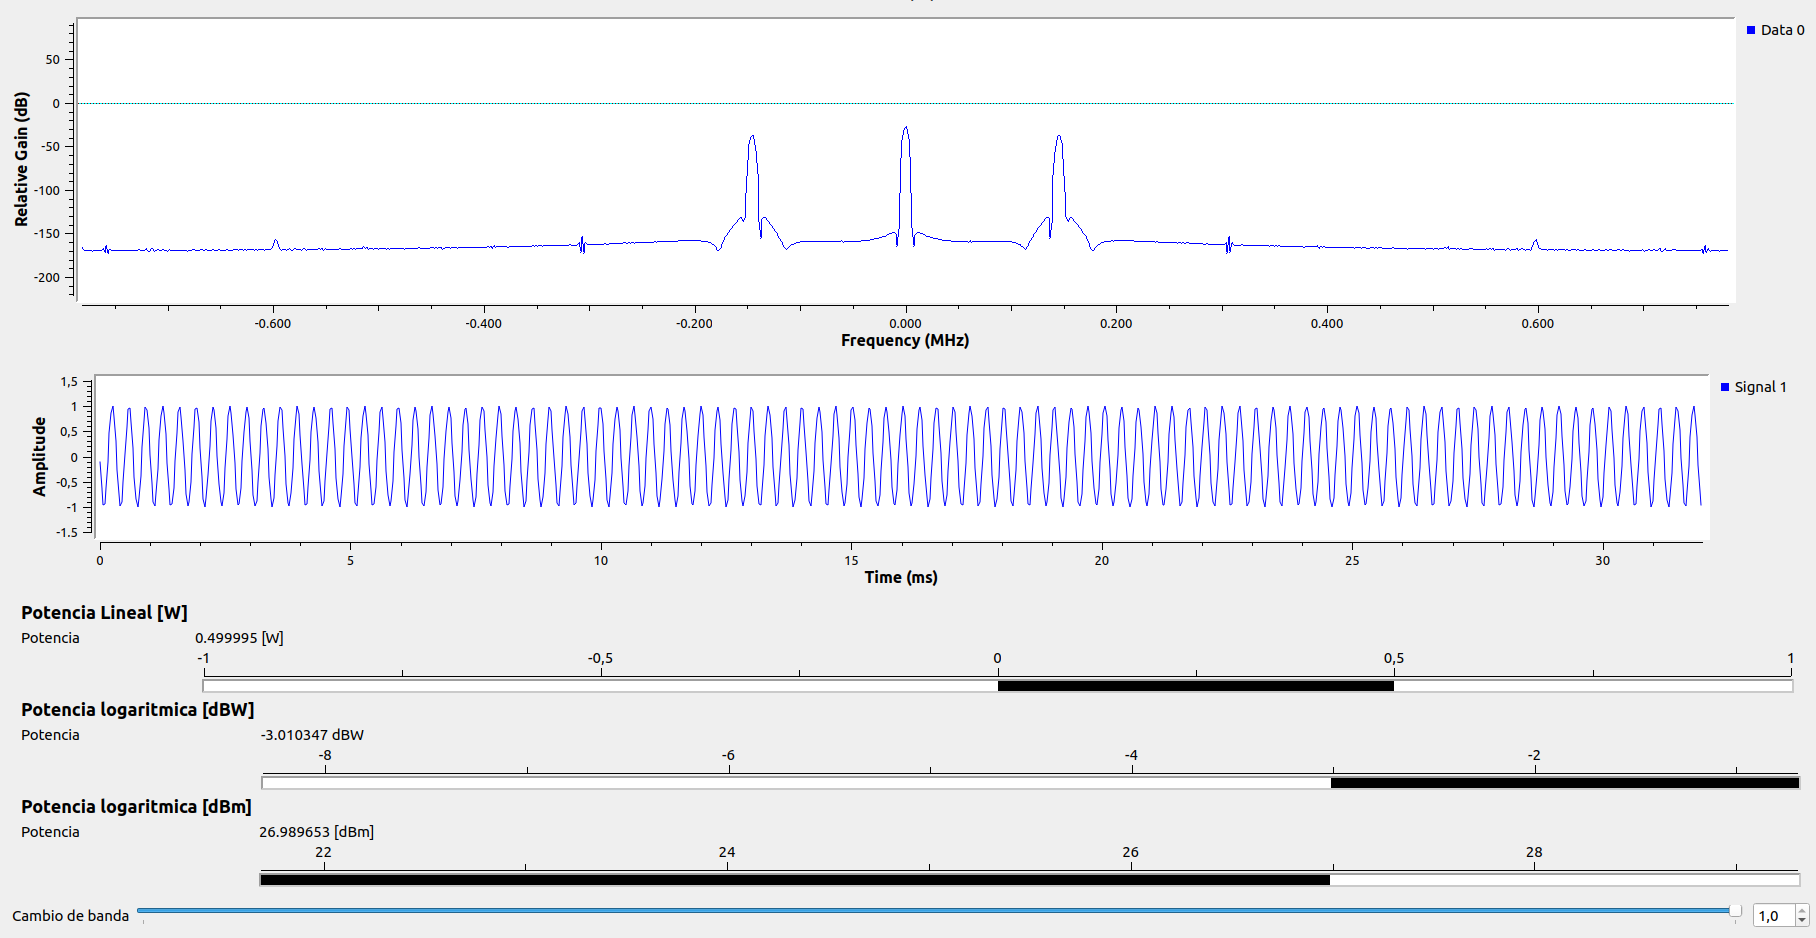 Data 0
Relative Gain (dB)
50
0
-50
-100
-150
-200
-0.600 -0.400 -0.200 0.000 0.200 0.400 0.600
Frequency (MHz)
Signal 1
Amplitude
1,5
1
0,5
0
-0,5
-1
-1.5
0 5 10 15 20 25 30
Time (ms)
Potencia Lineal [W]
Potencia 0.499995 [W]
-1 -0,5 0 0,5 1
Potencia logaritmica [dBW]
Potencia -3.010347 dBW
-8 -6 -4 -2
Potencia logaritmica [dBm]
Potencia 26.989653 [dBm]
22 24 26 28
Cambio de banda 1,0